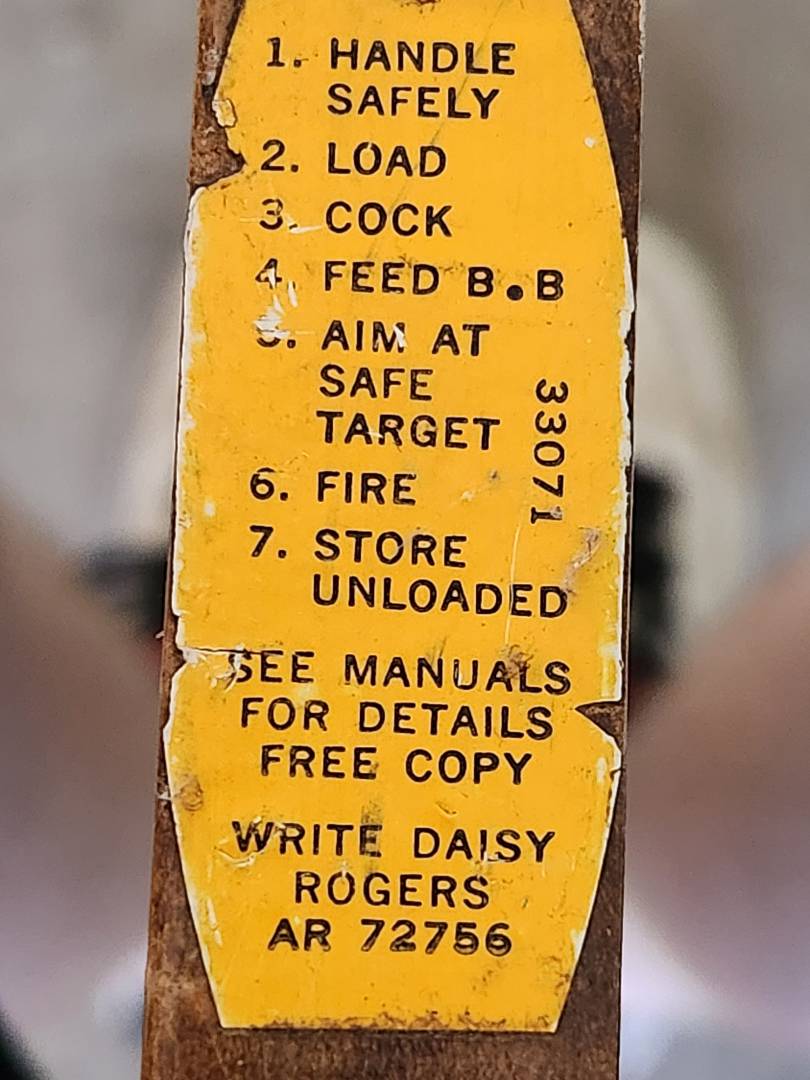 1. HANDLE
SAFELY
2. LOAD
3. COCK
4. FEED B.B
5. AIM AT
SAFE
TARGET
33071
6. FIRE
7. STORE
UNLOADED
SEE MANUALS
FOR DETAILS
FREE COPY
WRITE DAISY
ROGERS
AR 72756